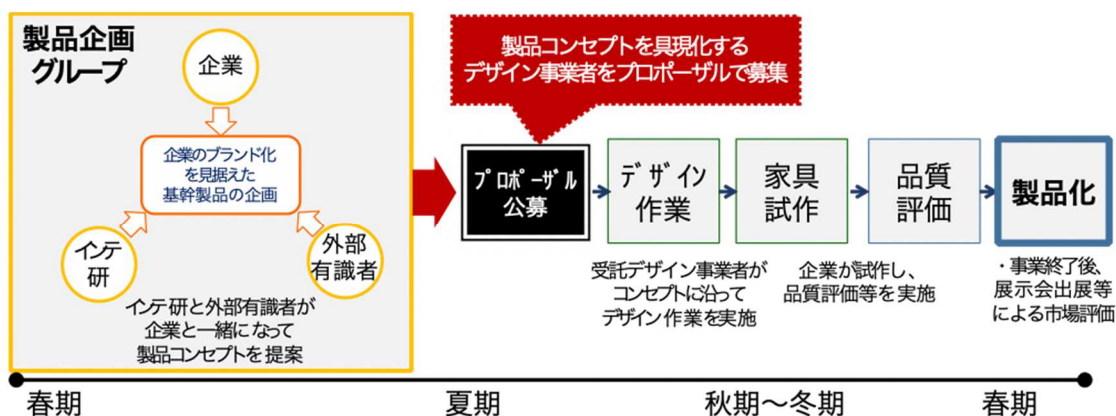 製品企画
グループ
企業
企業のブランド化
を見据えた
基幹製品の企画
インテ
研
外部
有識者
インテ研と外部有識者が
企業と一緒になって
製品コンセプトを提案
製品コンセプトを具現化する
デザイン事業者をプロポーザルで募集
プロポーザル
公募
デザイン
作業
家具
試作
品質
評価
製品化
受託デザイン事業者が
コンセプトに沿って
デザイン作業を実施
企業が試作し、
品質評価等を実施
・事業終了後、
展示会出展等
による市場評価
春期
夏期
秋期～冬期
春期